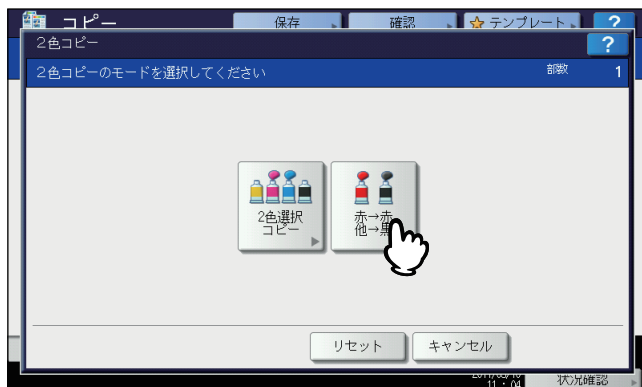 コピー 保存 確認 テンプレート ?
2色コピー ?
2色コピーのモードを選択してください 部数 1
2色選択
コピー
赤→赤
他→黒
リセット キャンセル
11:04 状況確認